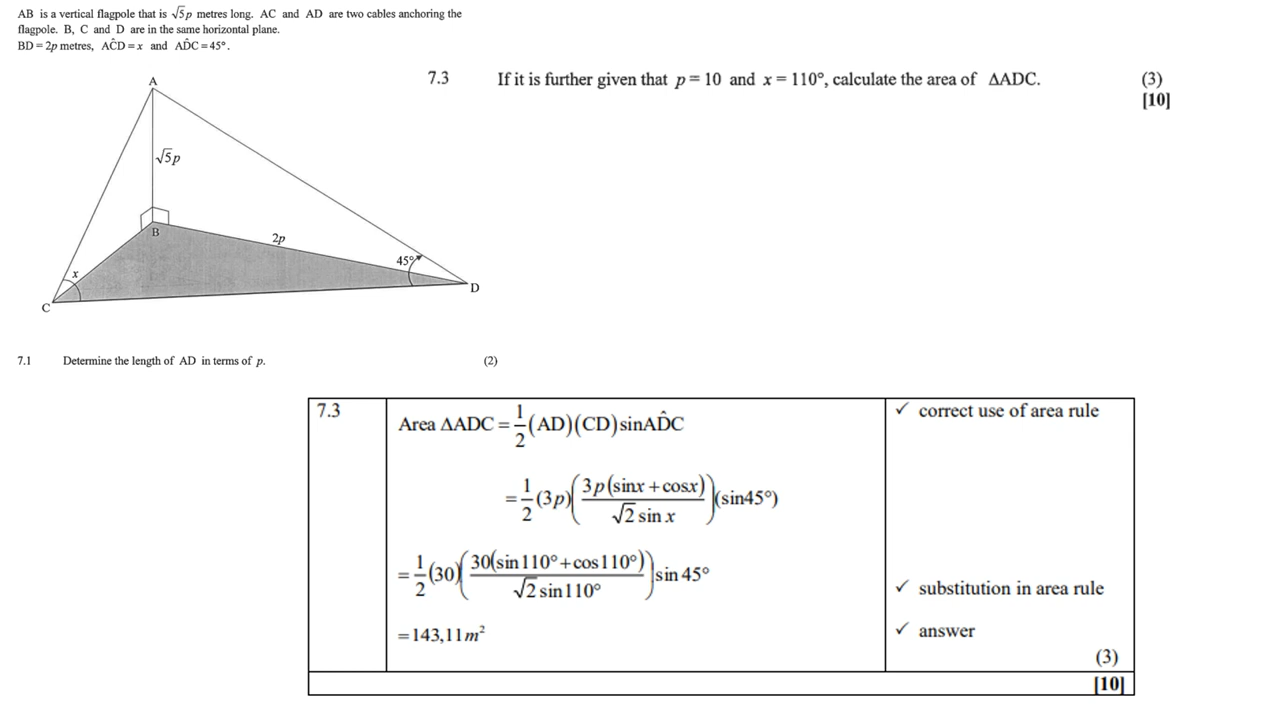 AB is a vertical flagpole that is √5p metres long. AC and AD are two cables anchoring the
flagpole. B, C and D are in the same horizontal plane.
BD = 2p metres, AĈD = x and AD̂C = 45°.
7.3 If it is further given that p = 10 and x = 110°, calculate the area of ΔADC. (3)
[10]
A
√5p
B
2p
45°
x
D
C
7.1 Determine the length of AD in terms of p. (2)
7.3 Area ΔADC = 1/2 (AD)(CD) sinAD̂C ✓ correct use of area rule
= 1/2 (3p)(3p(sinx + cosx)/√2 sin x)(sin45°)
= 1/2 (30)(30(sin110° + cos110°)/√2 sin110°) sin 45° ✓ substitution in area rule
= 143,11m² ✓ answer
(3)
[10]